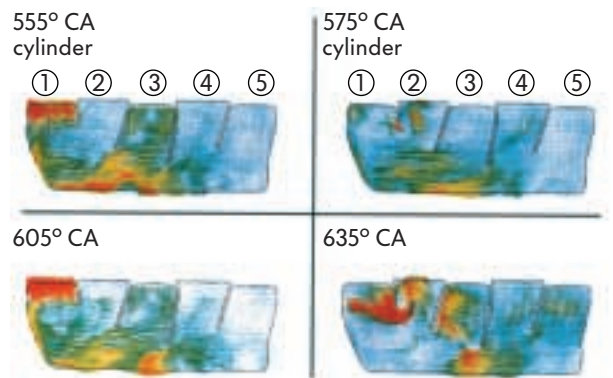 555° CA
cylinder
① ② ③ ④ ⑤
575° CA
cylinder
① ② ③ ④ ⑤
605° CA
635° CA